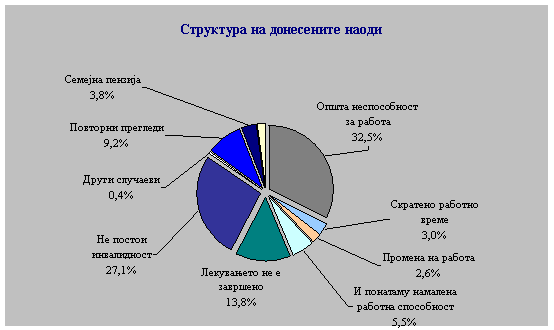 Структура на донесените наоди
Семејна пензија
3,8%
Општа неспособност
за работа
32,5%
Повторни прегледи
9,2%
Други случаеви
0,4%
Скратено работно
време
3,0%
Не постои
инвалидност
27,1%
Промена на работа
2,6%
Лекувањето не е
завршено
13,8%
И понатаму намалена
работна способност
5,5%